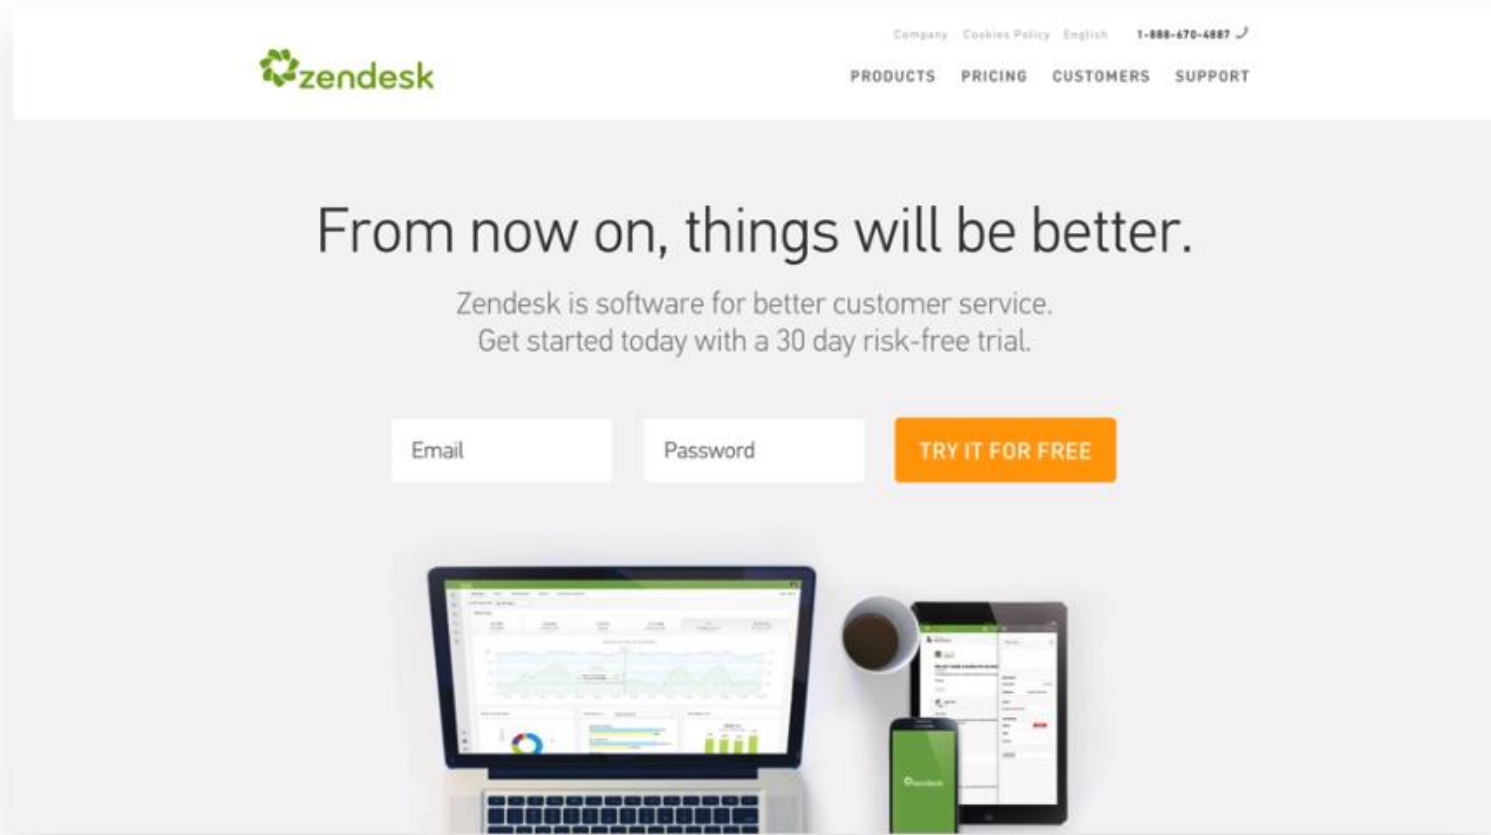 Company Cookies Policy English 1-888-670-4887
zendesk
PRODUCTS PRICING CUSTOMERS SUPPORT
From now on, things will be better.
Zendesk is software for better customer service.
Get started today with a 30 day risk-free trial.
Email Password TRY IT FOR FREE
zendesk